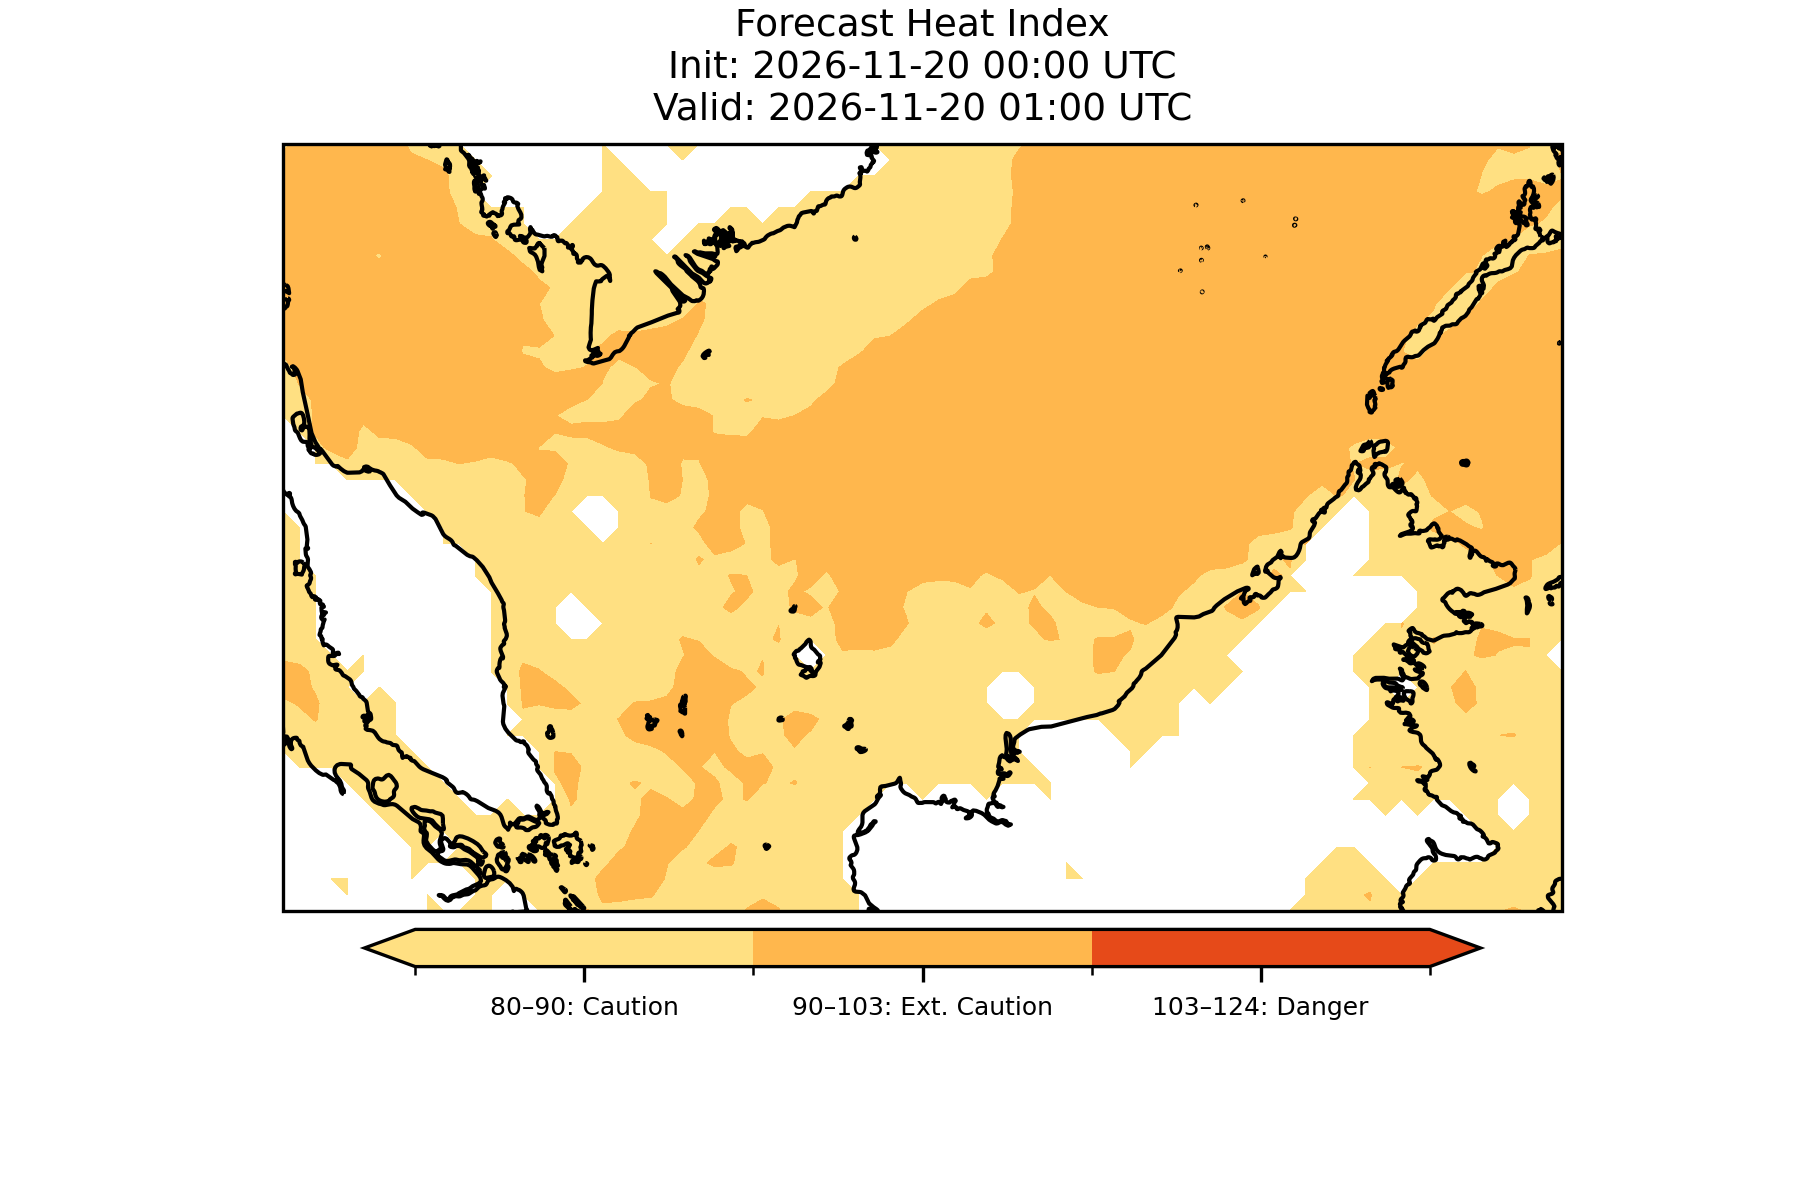 Forecast Heat Index
Init: 2026-11-20 00:00 UTC
Valid: 2026-11-20 01:00 UTC
80–90: Caution
90–103: Ext. Caution
103–124: Danger